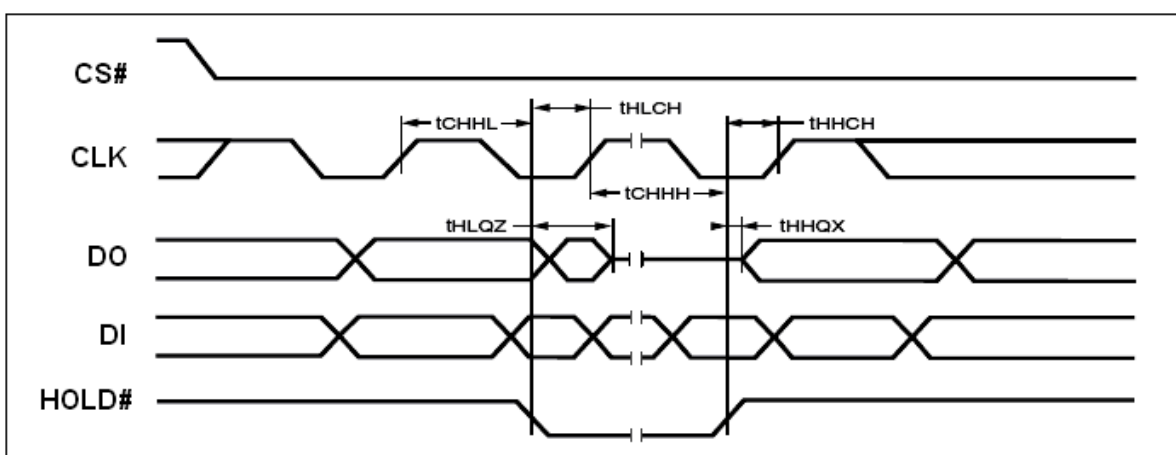 CS#
tHLCH
tCHHL
tHHCH
CLK
tCHHH
tHLQZ
tHHQX
DO
DI
HOLD#